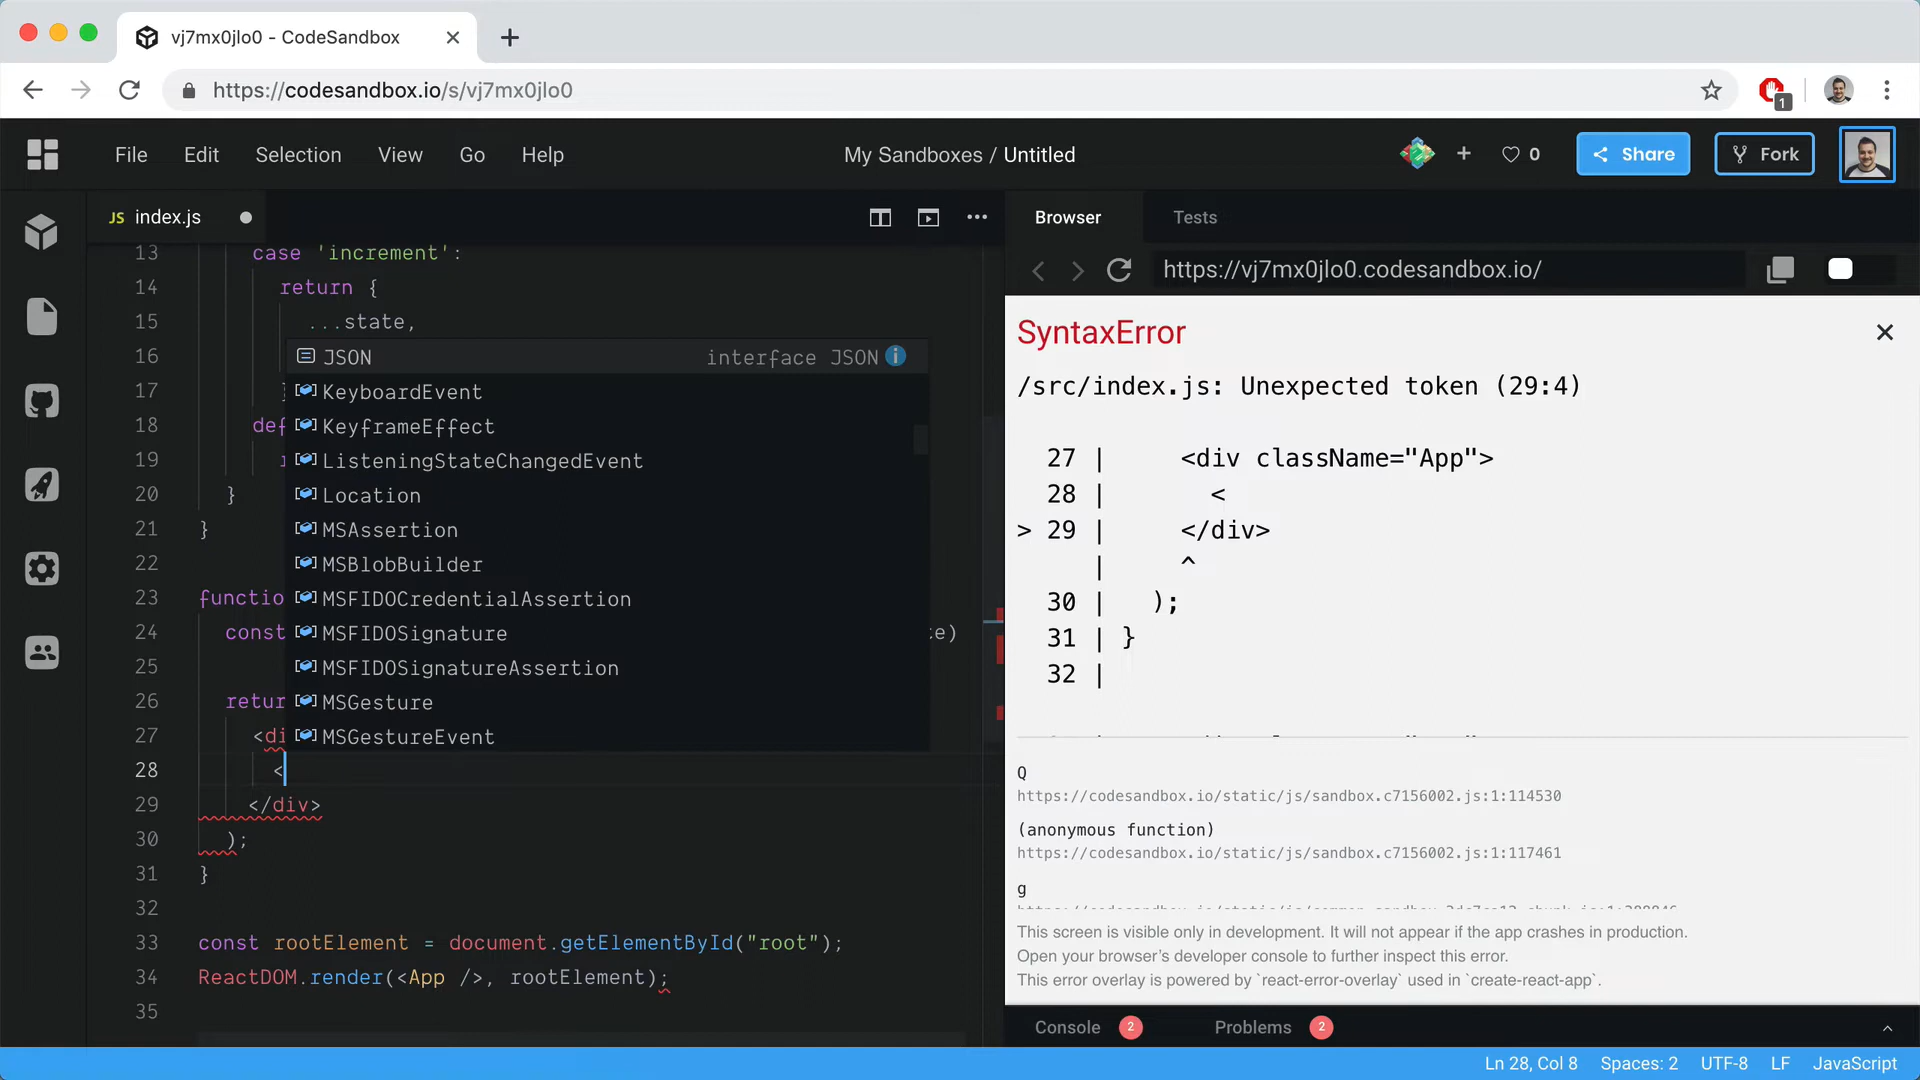 vj7mx0jlo0 - CodeSandbox
https://codesandbox.io/s/vj7mx0jlo0
1
File Edit Selection View Go Help
My Sandboxes / Untitled
0
Share
Fork
JS index.js
Browser
Tests
https://vj7mx0jlo0.codesandbox.io/
13 case 'increment':
14 return {
15 ...state,
16
17 }
18 def
19 r
20 }
21 }
22
23 functio
24 const te)
25
26 retur
27 <di
28 <
29 </div>
30 );
31 }
32
33 const rootElement = document.getElementById("root");
34 ReactDOM.render(<App />, rootElement);
35
JSON interface JSON
KeyboardEvent
KeyframeEffect
ListeningStateChangedEvent
Location
MSAssertion
MSBlobBuilder
MSFIDOCredentialAssertion
MSFIDOSignature
MSFIDOSignatureAssertion
MSGesture
MSGestureEvent
SyntaxError
/src/index.js: Unexpected token (29:4)
27 | <div className="App">
28 | <
> 29 | </div>
| ^
30 | );
31 | }
32 |
Q
https://codesandbox.io/static/js/sandbox.c7156002.js:1:114530
(anonymous function)
https://codesandbox.io/static/js/sandbox.c7156002.js:1:117461
g
This screen is visible only in development. It will not appear if the app crashes in production.
Open your browser’s developer console to further inspect this error.
This error overlay is powered by `react-error-overlay` used in `create-react-app`.
Console 2 Problems 2
Ln 28, Col 8 Spaces: 2 UTF-8 LF JavaScript